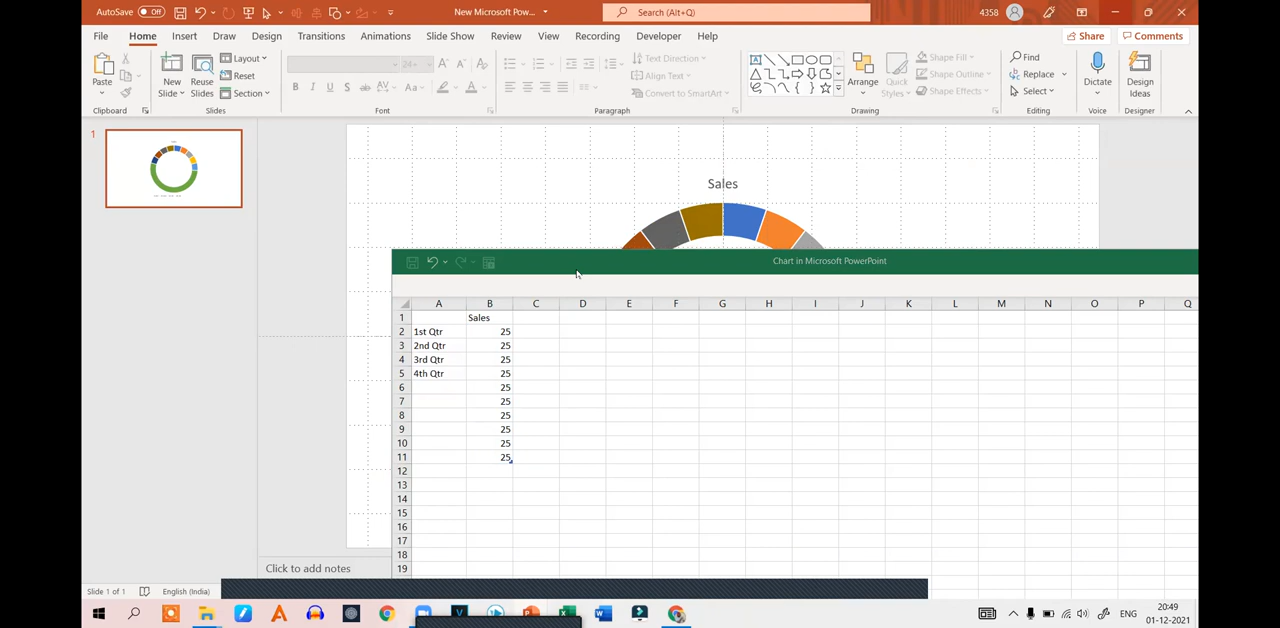 AutoSave Off New Microsoft Pow... Search (Alt+Q) 4358
File Home Insert Draw Design Transitions Animations Slide Show Review View Recording Developer Help Share Comments
Paste New Slide Reuse Slides Layout Reset Section
24+ A A A B I U S ab AV Aa A
Text Direction Align Text Convert to SmartArt
Arrange Quick Styles Shape Fill Shape Outline Shape Effects
Find Replace Select Dictate Design Ideas
Clipboard Slides Font Paragraph Drawing Editing Voice Designer
1
Sales
Chart in Microsoft PowerPoint
A B C D E F G H I J K L M N O P Q
1 Sales
2 1st Qtr 25
3 2nd Qtr 25
4 3rd Qtr 25
5 4th Qtr 25
6 25
7 25
8 25
9 25
10 25
11 25
12
13
14
15
16
17
18
19
Click to add notes
Slide 1 of 1 English (India)
ENG 20:49
01-12-2021